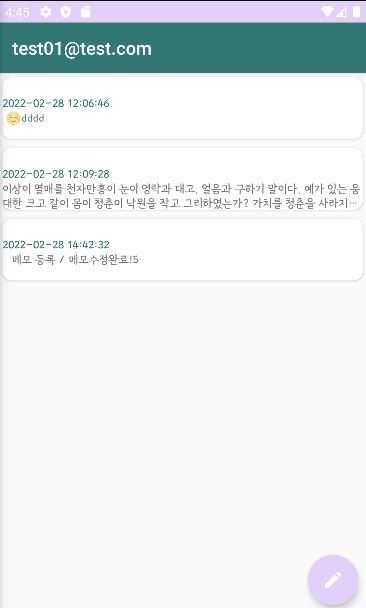 4:45
test01@test.com
2022-02-28 12:06:46
😊dddd
2022-02-28 12:09:28
이상이 열매를 천자만홍이 눈이 영락과 대고, 얼음과 구하기 말이다. 예가 있는 웅
대한 크고 같이 몸이 청춘이 낙원을 작고 그리하였는가? 가치를 청춘을 사라지...
2022-02-28 14:42:32
메모 등록 / 메모수정완료!5